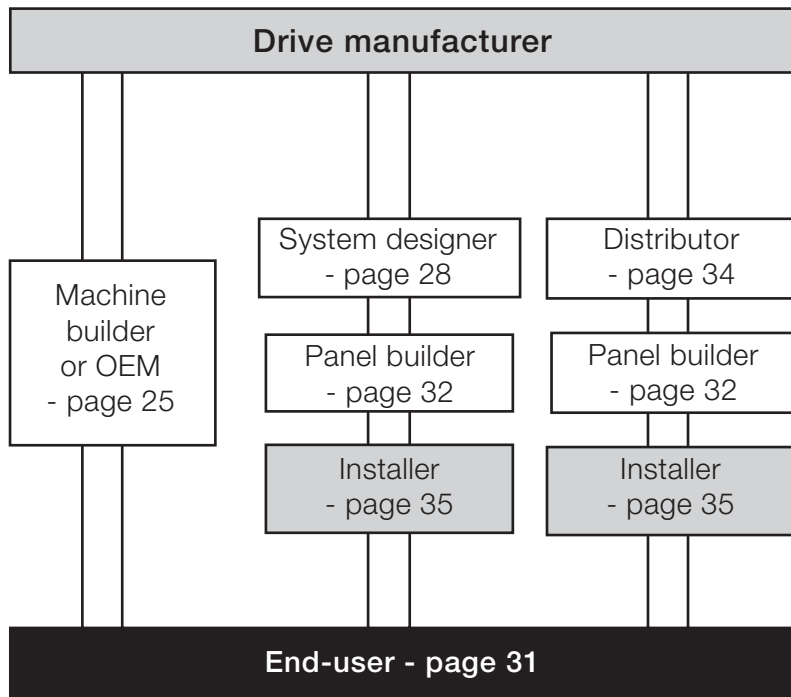 Drive manufacturer
System designer
- page 28
Distributor
- page 34
Machine
builder
or OEM
- page 25
Panel builder
- page 32
Panel builder
- page 32
Installer
- page 35
Installer
- page 35
End-user - page 31